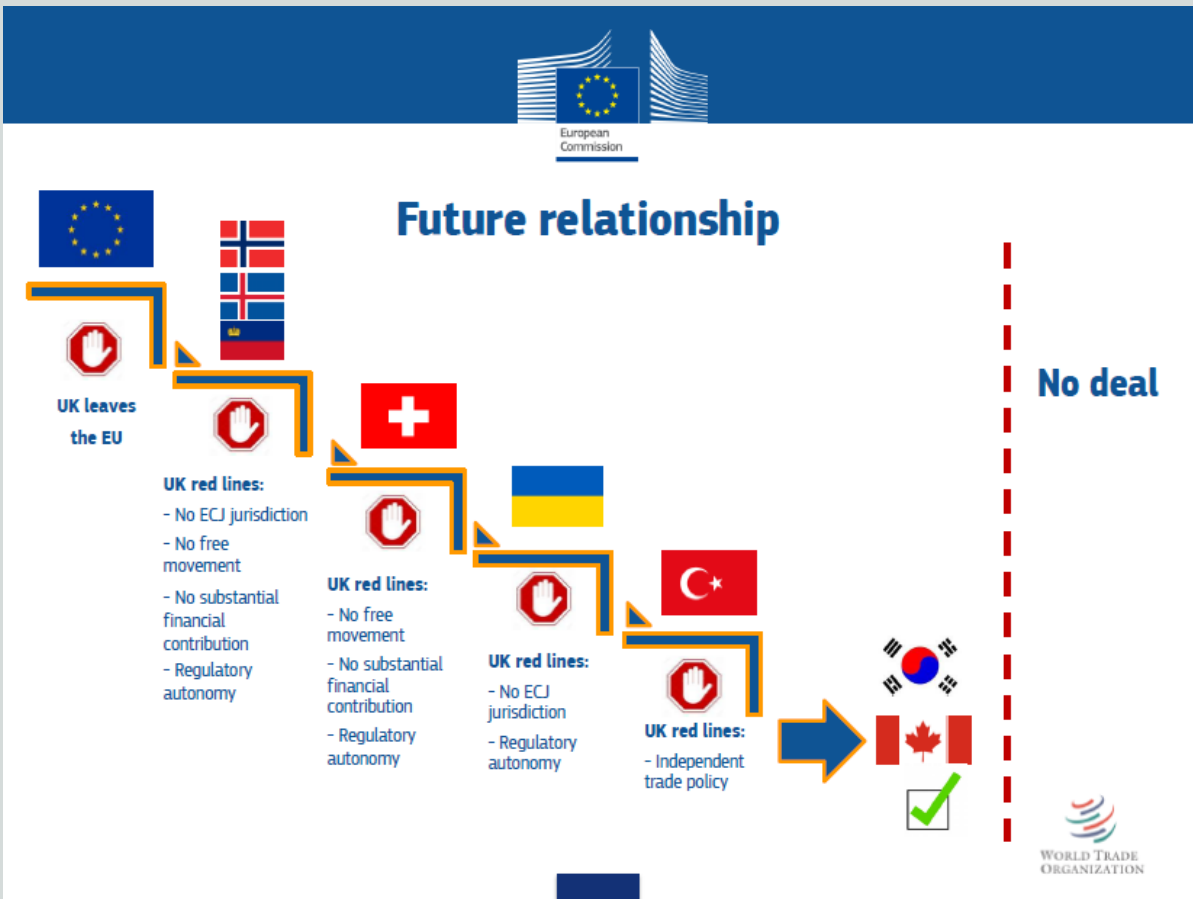 European
Commission
Future relationship
UK leaves
the EU
UK red lines:
- No ECJ jurisdiction
- No free
movement
- No substantial
financial
contribution
- Regulatory
autonomy
UK red lines:
- No free
movement
- No substantial
financial
contribution
- Regulatory
autonomy
UK red lines:
- No ECJ
jurisdiction
- Regulatory
autonomy
UK red lines:
- Independent
trade policy
No deal
WORLD TRADE
ORGANIZATION